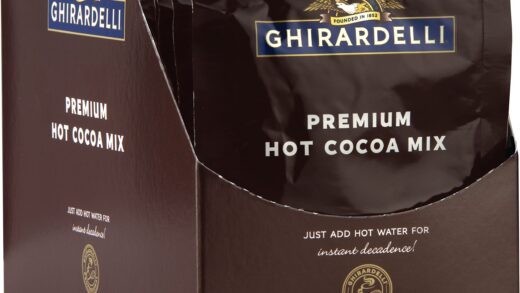 GHIRARDELLI
PREMIUM
HOT COCOA MIX
JUST ADD HOT WATER FOR
instant decadence!
FOUNDED IN 1852
GHIRARDELLI
PREMIUM
HOT COCOA MIX
JUST ADD HOT WATER FOR
instant decadence!
GHIRARDELLI